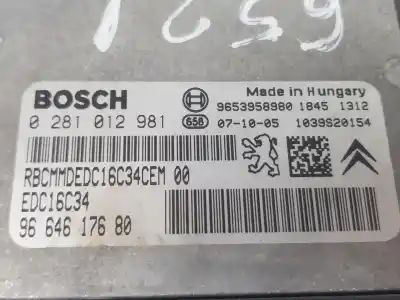 6521
BOSCH
Made in Hungary
9653958980 1845 1312
0 281 012 981 658 07-10-05 1039S20154
RBCMMDEDC16C34CEM 00
EDC16C34
96 646 176 80